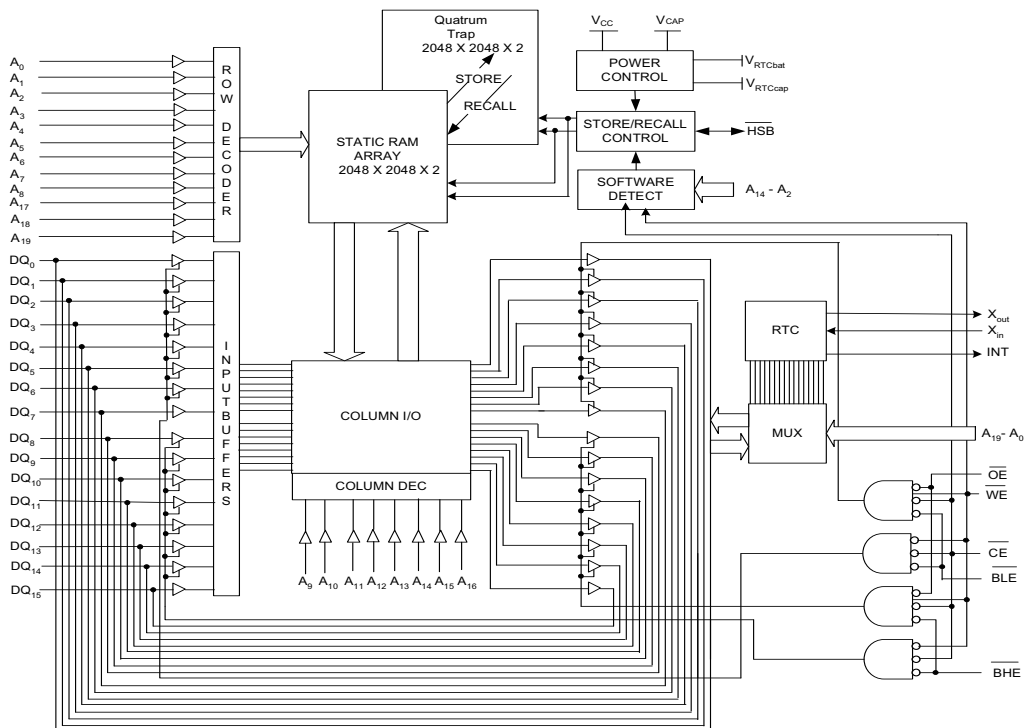 Quatrum
Trap
2048 X 2048 X 2
STORE
RECALL
STATIC RAM
ARRAY
2048 X 2048 X 2
VCC
VCAP
POWER
CONTROL
VRTCbat
VRTCcap
STORE/RECALL
CONTROL
HSB
SOFTWARE
DETECT
A14 - A2
A0
A1
A2
A3
A4
A5
A6
A7
A8
A17
A18
A19
ROW DECODER
DQ0
DQ1
DQ2
DQ3
DQ4
DQ5
DQ6
DQ7
DQ8
DQ9
DQ10
DQ11
DQ12
DQ13
DQ14
DQ15
INPUTBUFFERS
COLUMN I/O
COLUMN DEC
A9
A10
A11
A12
A13
A14
A15
A16
RTC
Xout
Xin
INT
MUX
A19- A0
OE
WE
CE
BLE
BHE